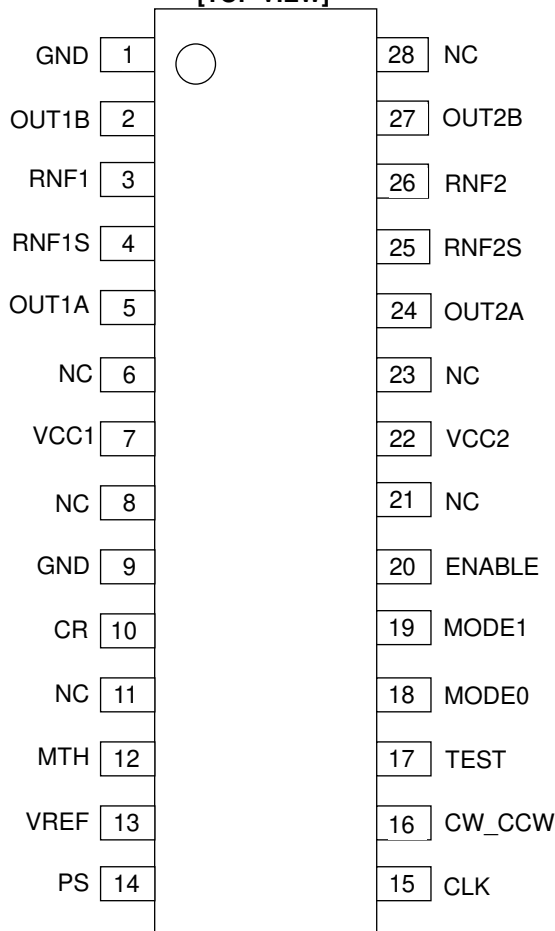 [TOP VIEW]
GND 1 28 NC
OUT1B 2 27 OUT2B
RNF1 3 26 RNF2
RNF1S 4 25 RNF2S
OUT1A 5 24 OUT2A
NC 6 23 NC
VCC1 7 22 VCC2
NC 8 21 NC
GND 9 20 ENABLE
CR 10 19 MODE1
NC 11 18 MODE0
MTH 12 17 TEST
VREF 13 16 CW_CCW
PS 14 15 CLK